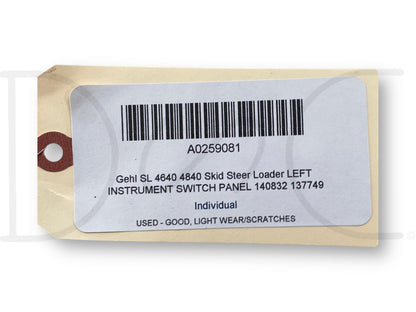 A0259081
Gehl SL 4640 4840 Skid Steer Loader LEFT
INSTRUMENT SWITCH PANEL 140832 137749
Individual
USED - GOOD, LIGHT WEAR/SCRATCHES